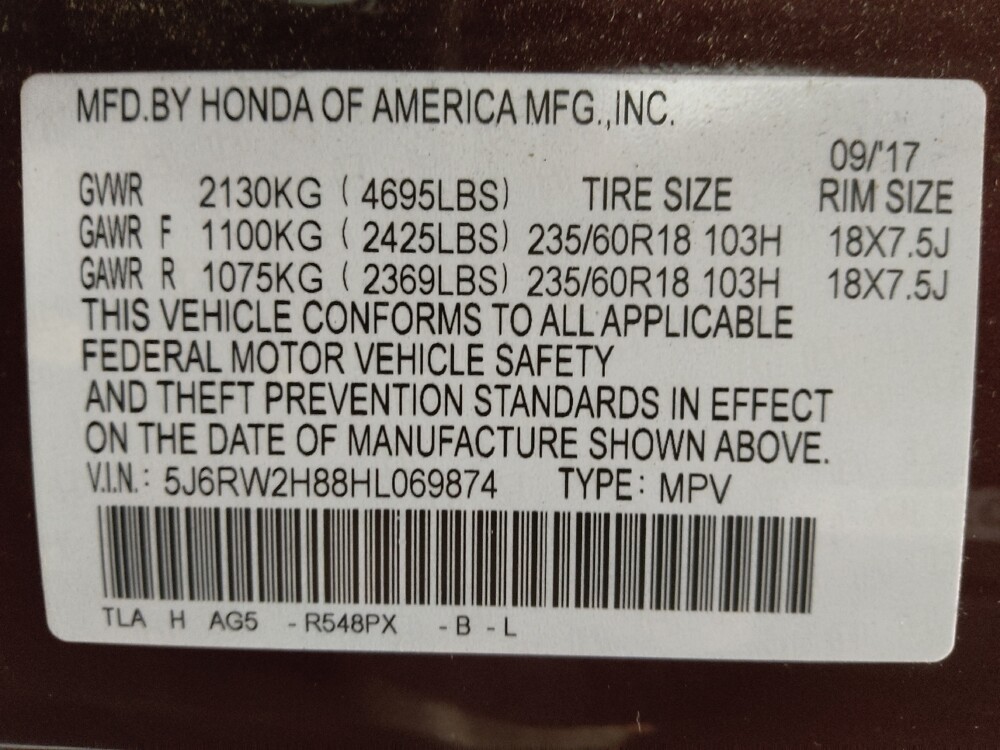 MFD.BY HONDA OF AMERICA MFG.,INC.
09/'17
GVWR 2130KG ( 4695LBS) TIRE SIZE RIM SIZE
GAWR F 1100KG ( 2425LBS) 235/60R18 103H 18X7.5J
GAWR R 1075KG ( 2369LBS) 235/60R18 103H 18X7.5J
THIS VEHICLE CONFORMS TO ALL APPLICABLE
FEDERAL MOTOR VEHICLE SAFETY
AND THEFT PREVENTION STANDARDS IN EFFECT
ON THE DATE OF MANUFACTURE SHOWN ABOVE.
V.I.N.: 5J6RW2H88HL069874 TYPE: MPV
TLA H AG5 -R548PX -B -L